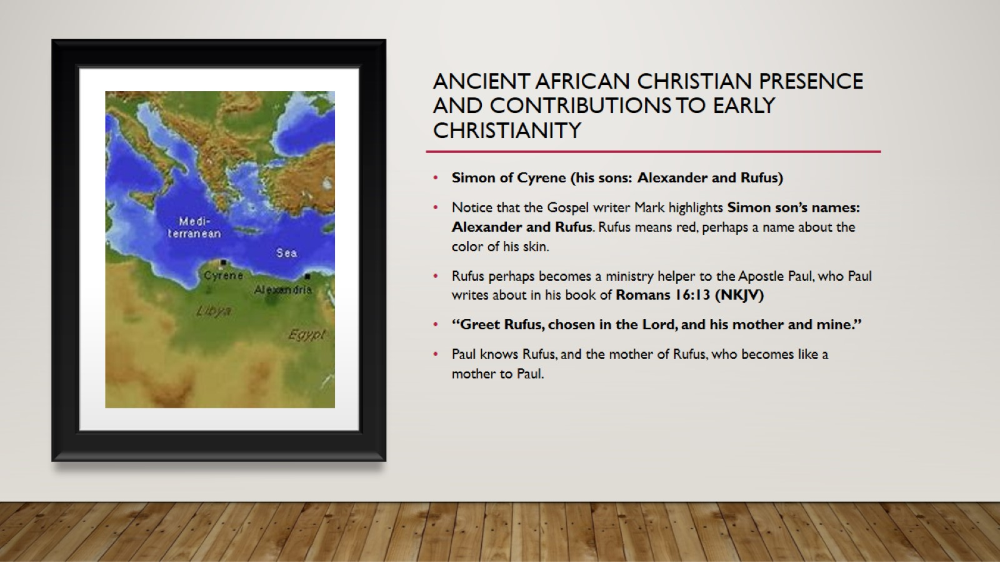 Medi-
terranean
Sea
Cyrene
Alexandria
Libya
Egypt
ANCIENT AFRICAN CHRISTIAN PRESENCE
AND CONTRIBUTIONS TO EARLY
CHRISTIANITY
• Simon of Cyrene (his sons: Alexander and Rufus)
• Notice that the Gospel writer Mark highlights Simon son’s names:
Alexander and Rufus. Rufus means red, perhaps a name about the
color of his skin.
• Rufus perhaps becomes a ministry helper to the Apostle Paul, who Paul
writes about in his book of Romans 16:13 (NKJV)
• “Greet Rufus, chosen in the Lord, and his mother and mine.”
• Paul knows Rufus, and the mother of Rufus, who becomes like a
mother to Paul.